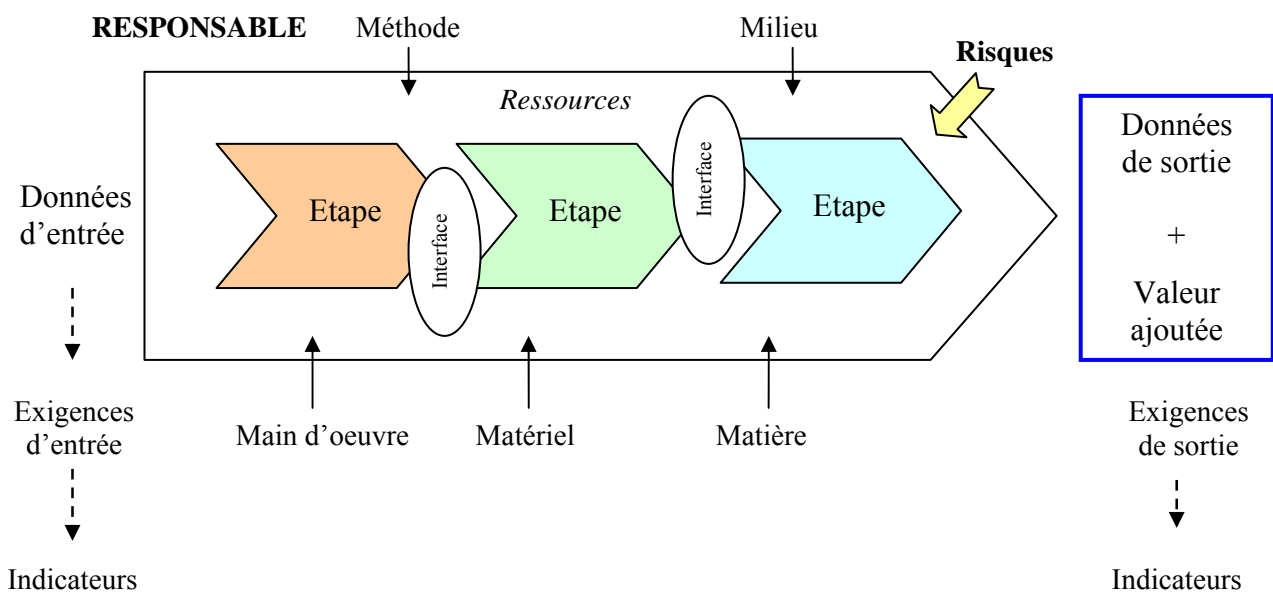 RESPONSABLE
Méthode
Milieu
Risques
Ressources
Données
d’entrée
Etape
Interface
Etape
Interface
Etape
Données
de sortie
+
Valeur
ajoutée
Exigences
d’entrée
Main d’oeuvre
Matériel
Matière
Exigences
de sortie
Indicateurs
Indicateurs